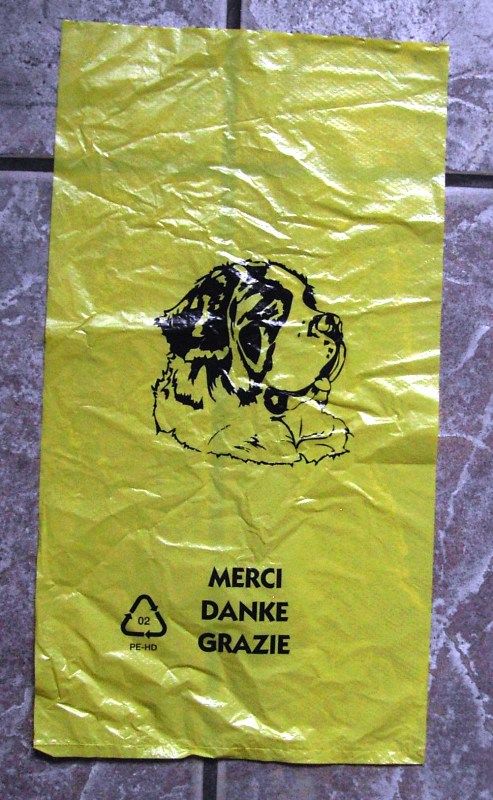 MERCI
DANKE
GRAZIE
02
PE-HD